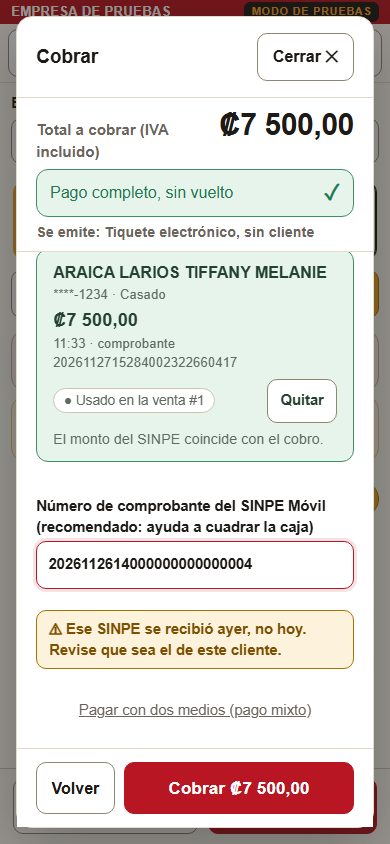 EMPRESA DE PRUEBAS
MODO DE PRUEBAS
Cobrar
Cerrar ✕
Total a cobrar (IVA
incluido)
₡7 500,00
Pago completo, sin vuelto ✓
Se emite: Tiquete electrónico, sin cliente
ARAICA LARIOS TIFFANY MELANIE
****-1234 · Casado
₡7 500,00
11:33 · comprobante
2026112715284002322660417
● Usado en la venta #1
Quitar
El monto del SINPE coincide con el cobro.
Número de comprobante del SINPE Móvil
(recomendado: ayuda a cuadrar la caja)
2026112614000000000000004
⚠ Ese SINPE se recibió ayer, no hoy.
Revise que sea el de este cliente.
Pagar con dos medios (pago mixto)
Volver
Cobrar ₡7 500,00